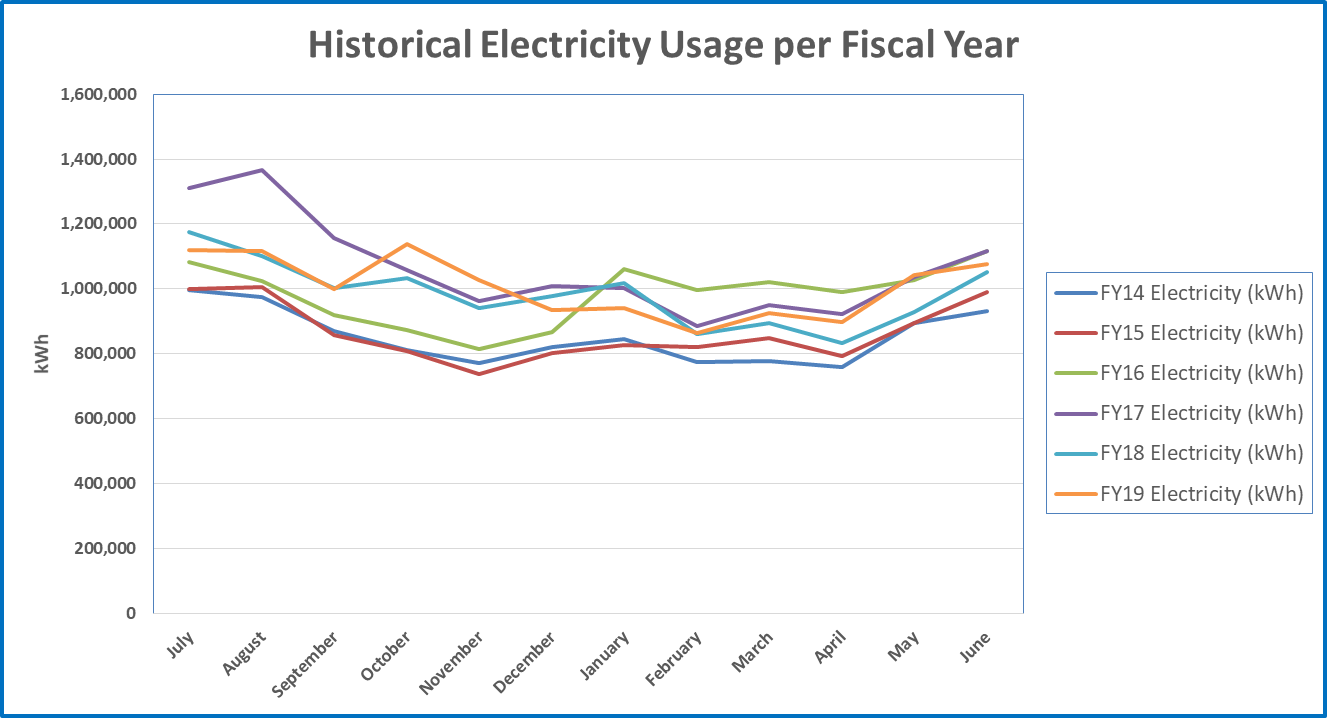 Historical Electricity Usage per Fiscal Year
1,600,000
1,400,000
1,200,000
1,000,000
800,000
600,000
400,000
200,000
0
kWh
July
August
September
October
November
December
January
February
March
April
May
June
FY14 Electricity (kWh)
FY15 Electricity (kWh)
FY16 Electricity (kWh)
FY17 Electricity (kWh)
FY18 Electricity (kWh)
FY19 Electricity (kWh)